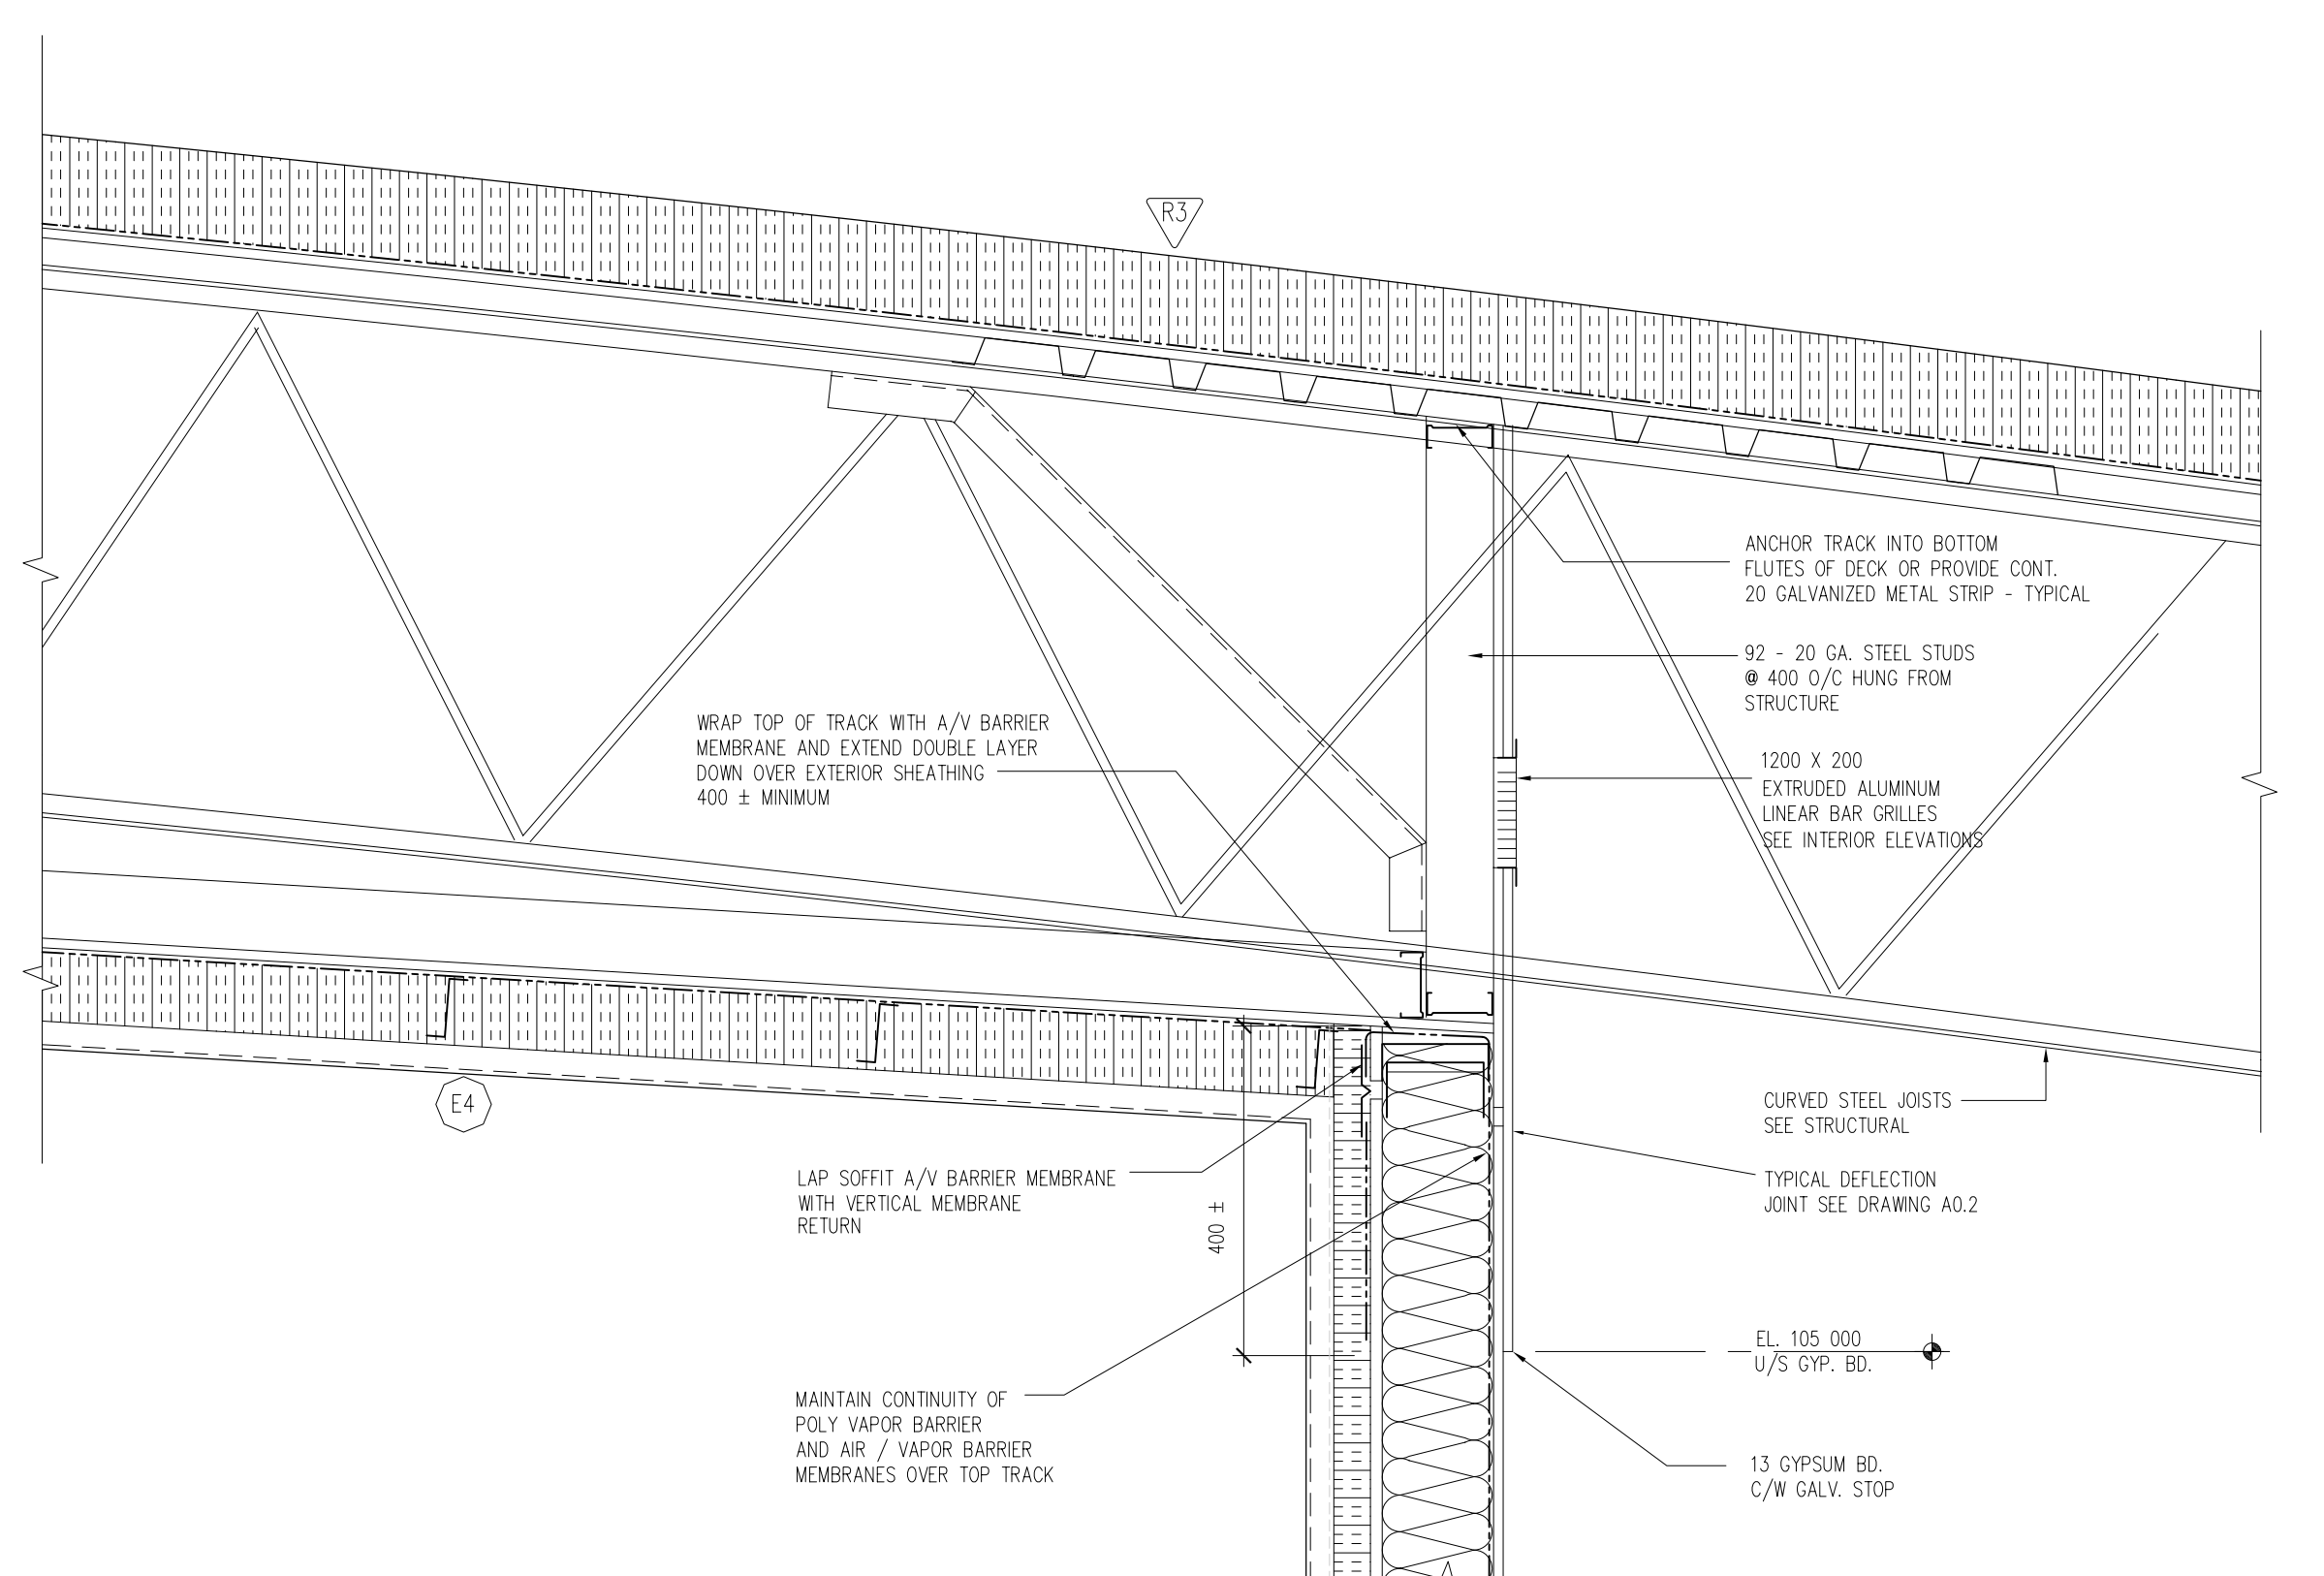 R3
ANCHOR TRACK INTO BOTTOM
FLUTES OF DECK OR PROVIDE CONT.
20 GALVANIZED METAL STRIP - TYPICAL
92 - 20 GA. STEEL STUDS
@ 400 O/C HUNG FROM
STRUCTURE
WRAP TOP OF TRACK WITH A/V BARRIER
MEMBRANE AND EXTEND DOUBLE LAYER
DOWN OVER EXTERIOR SHEATHING
400 ± MINIMUM
1200 X 200
EXTRUDED ALUMINUM
LINEAR BAR GRILLES
SEE INTERIOR ELEVATIONS
E4
CURVED STEEL JOISTS
SEE STRUCTURAL
LAP SOFFIT A/V BARRIER MEMBRANE
WITH VERTICAL MEMBRANE
RETURN
TYPICAL DEFLECTION
JOINT SEE DRAWING A0.2
400 ±
EL. 105 000
U/S GYP. BD.
MAINTAIN CONTINUITY OF
POLY VAPOR BARRIER
AND AIR / VAPOR BARRIER
MEMBRANES OVER TOP TRACK
13 GYPSUM BD.
C/W GALV. STOP